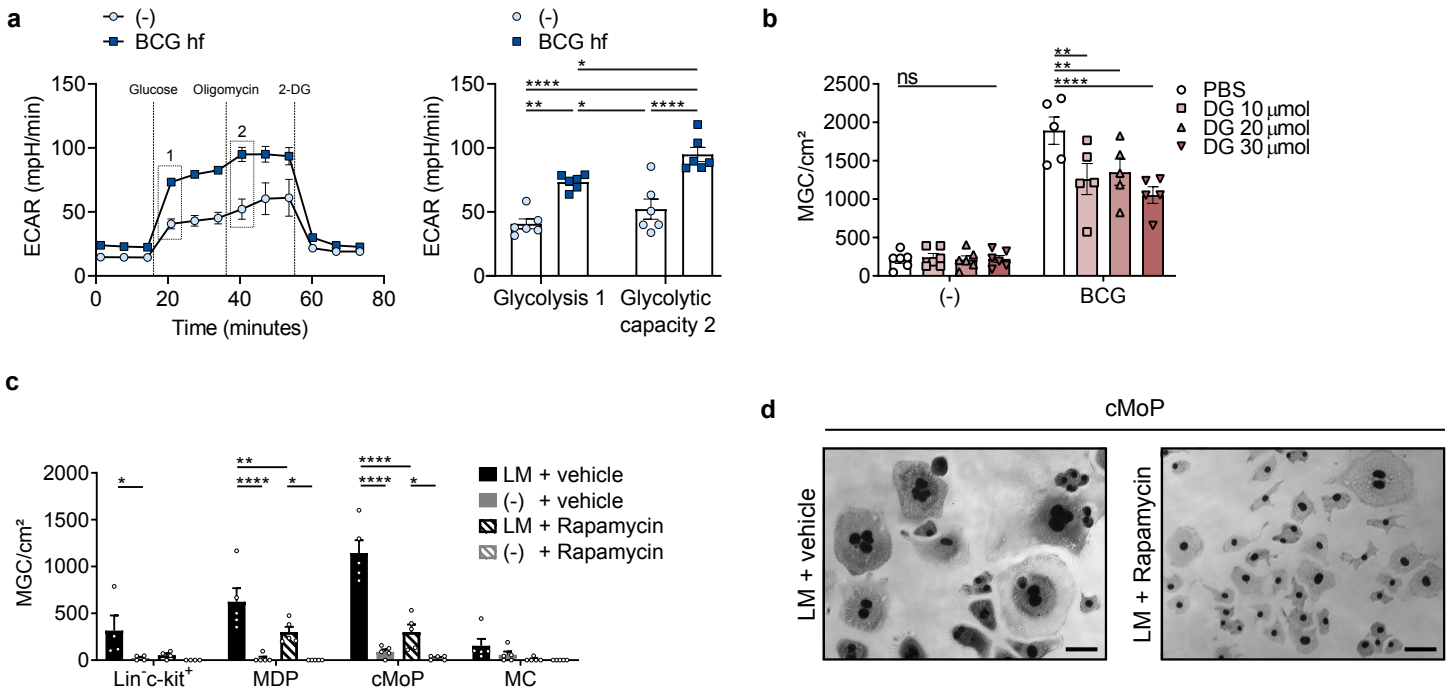 a
(-)
BCG hf
150
100
50
0
ECAR (mpH/min)
Glucose
Oligomycin
2-DG
1
2
0
20
40
60
80
Time (minutes)
(-)
BCG hf
150
100
50
0
ECAR (mpH/min)
*
****
**
*
****
Glycolysis 1
Glycolytic
capacity 2
b
2500
2000
1500
1000
500
0
MGC/cm²
ns
**
**
****
PBS
DG 10 μmol
DG 20 μmol
DG 30 μmol
(-)
BCG
c
2000
1500
1000
500
0
MGC/cm²
*
**
****
*
****
****
*
LM + vehicle
(-) + vehicle
LM + Rapamycin
(-) + Rapamycin
Lin⁻c-kit⁺
MDP
cMoP
MC
d
cMoP
LM + vehicle
LM + Rapamycin